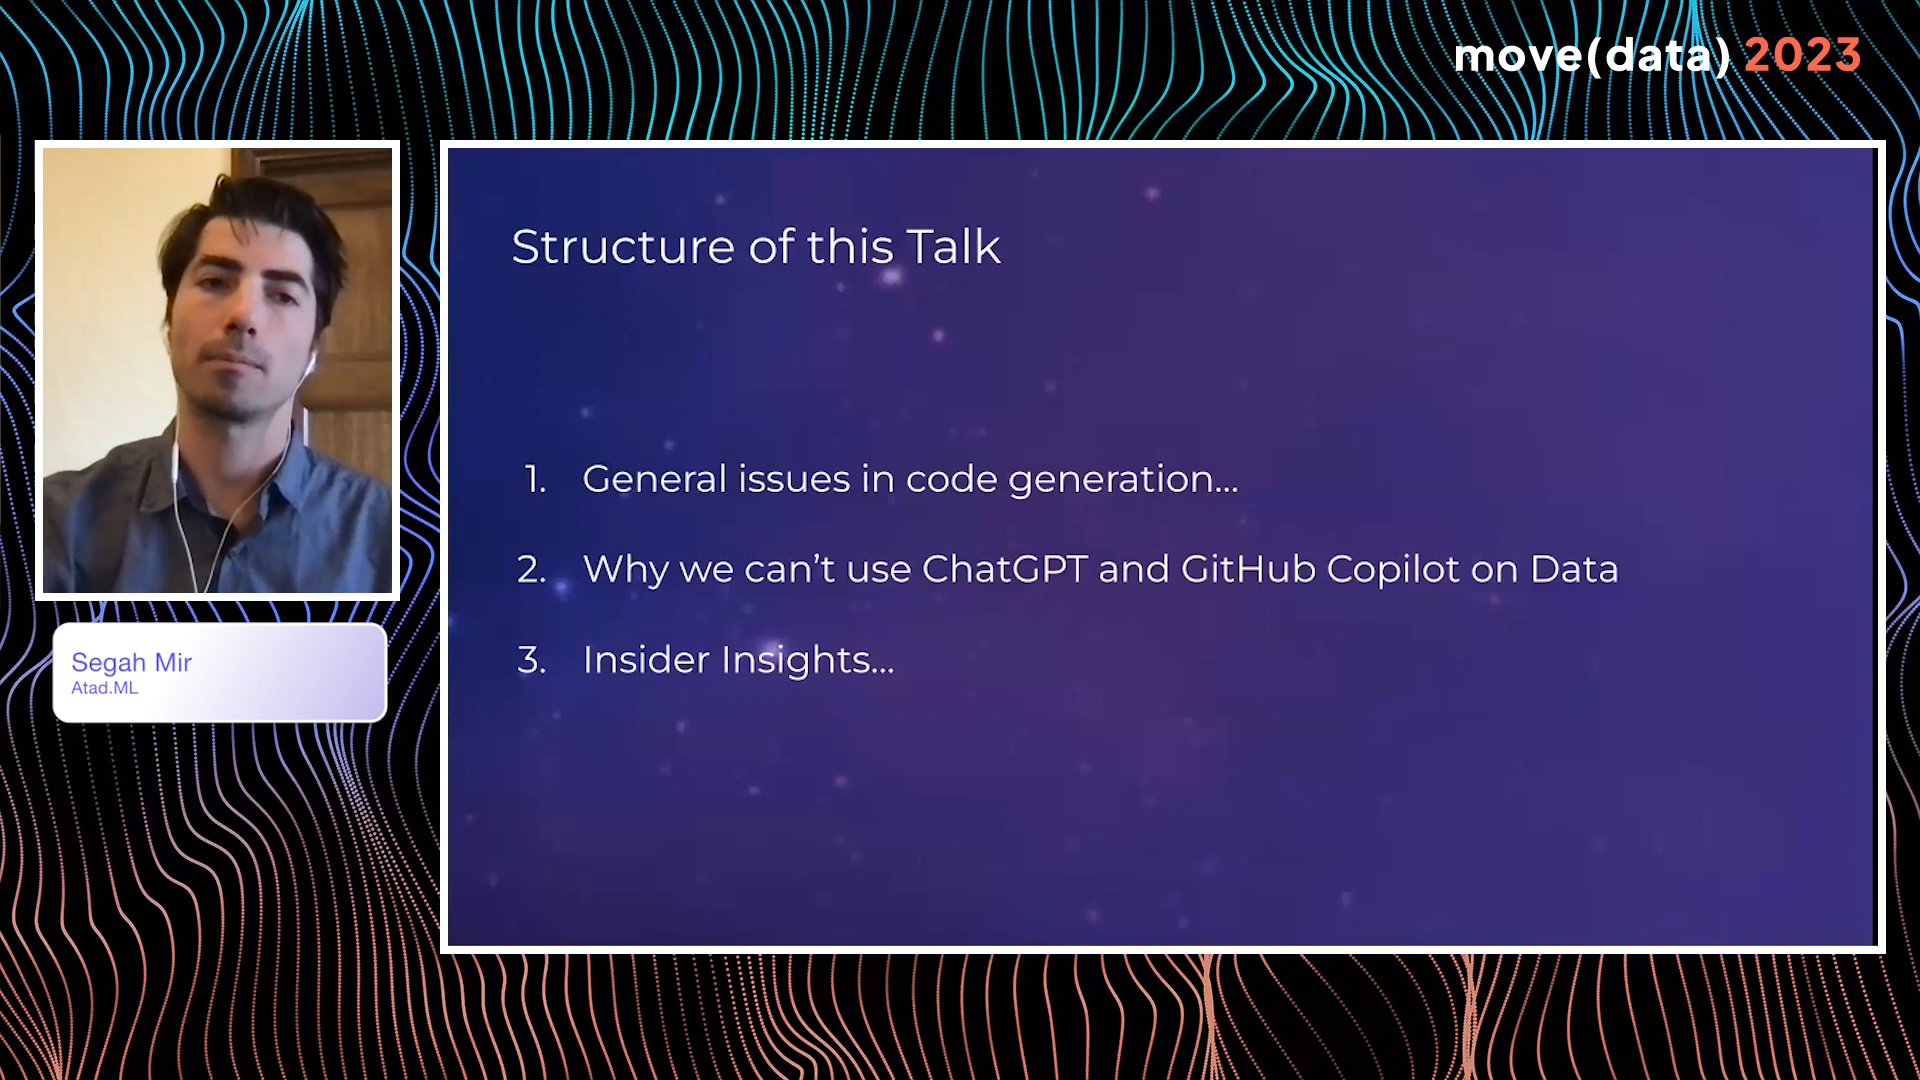 move(data) 2023
Structure of this Talk
1. General issues in code generation...
2. Why we can’t use ChatGPT and GitHub Copilot on Data
3. Insider Insights...
Segah Mir
Atad.ML